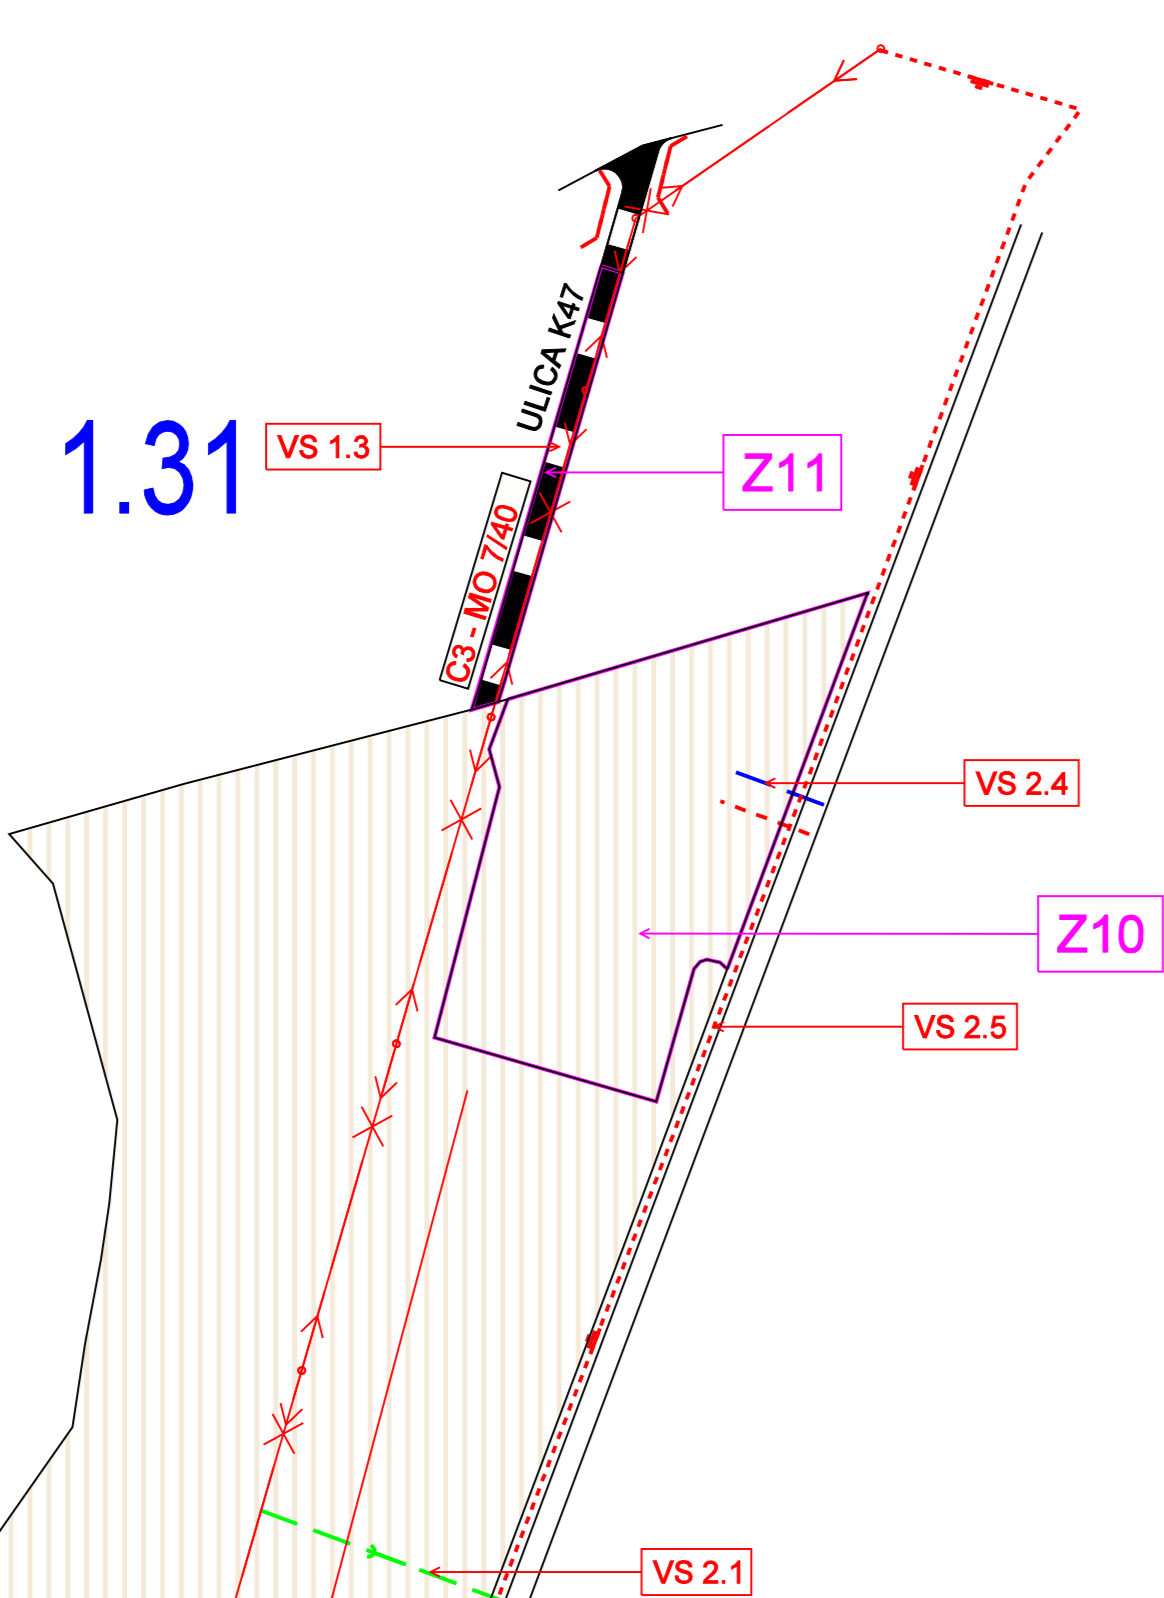 ULICA K47
1.31
VS 1.3
Z11
C3 - MO 7/40
VS 2.4
Z10
VS 2.5
VS 2.1